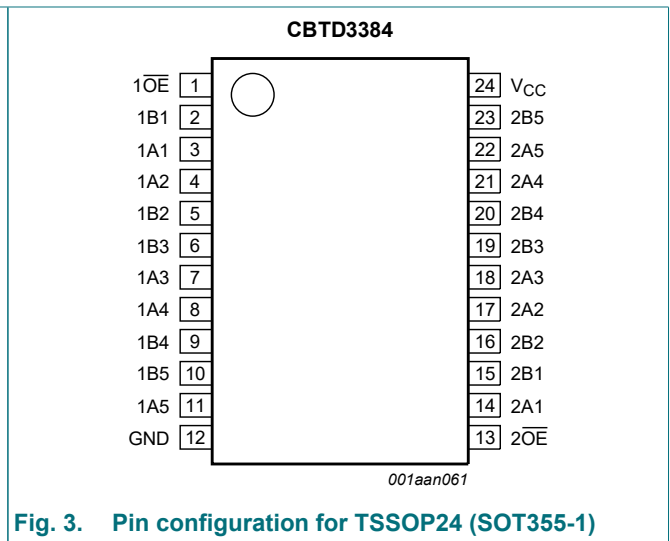 CBTD3384
1O̅E̅ 1 24 VCC
1B1 2 23 2B5
1A1 3 22 2A5
1A2 4 21 2A4
1B2 5 20 2B4
1B3 6 19 2B3
1A3 7 18 2A3
1A4 8 17 2A2
1B4 9 16 2B2
1B5 10 15 2B1
1A5 11 14 2A1
GND 12 13 2O̅E̅
001aan061
Fig. 3. Pin configuration for TSSOP24 (SOT355-1)